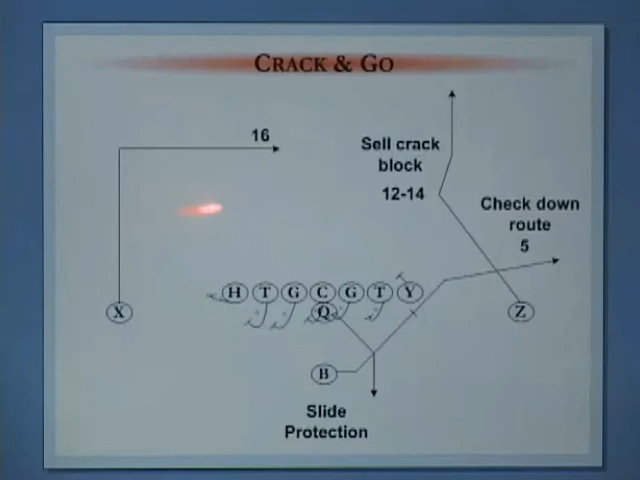 CRACK & GO
16
Sell crack
block
12-14
Check down
route
5
H T G C G T Y
X Q Z
B
Slide
Protection